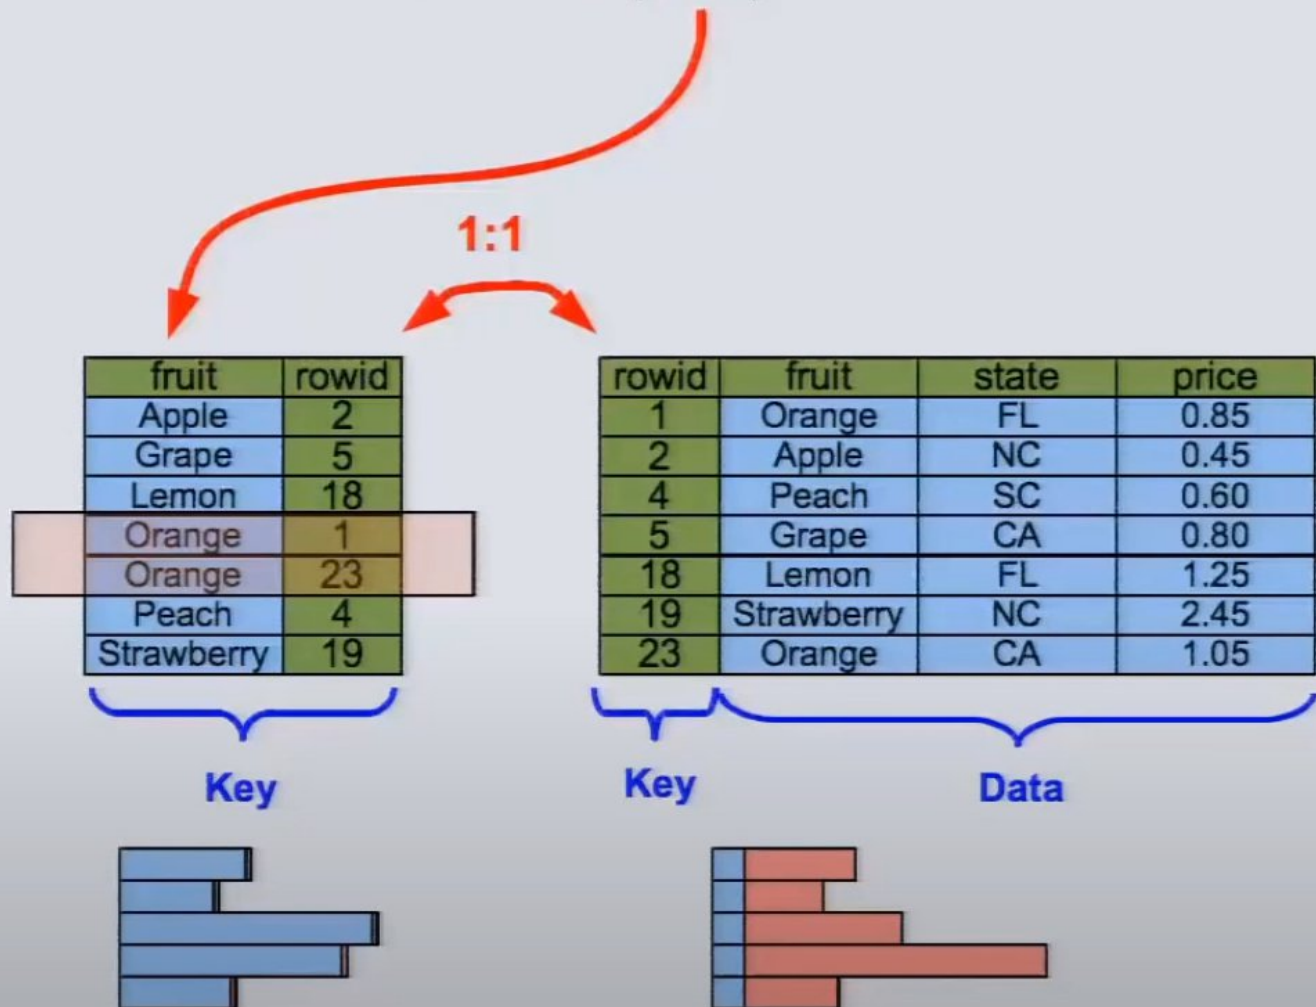 1:1
fruit rowid
Apple 2
Grape 5
Lemon 18
Orange 1
Orange 23
Peach 4
Strawberry 19
rowid fruit state price
1 Orange FL 0.85
2 Apple NC 0.45
4 Peach SC 0.60
5 Grape CA 0.80
18 Lemon FL 1.25
19 Strawberry NC 2.45
23 Orange CA 1.05
Key
Key
Data